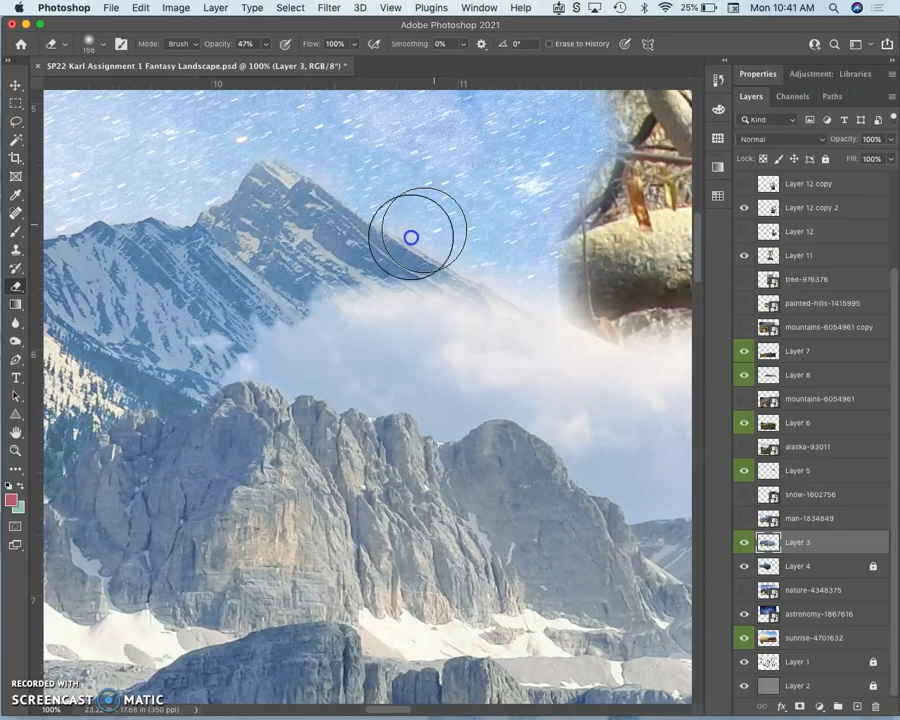 Photoshop File Edit Image Layer Type Select Filter 3D View Plugins Window Help 25% Mon 10:41 AM
Adobe Photoshop 2021
156 Mode: Brush Opacity: 47% Flow: 100% Smoothing: 0% 0° Erase to History
SP22 Karl Assignment 1 Fantasy Landscape.psd @ 100% (Layer 3, RGB/8*) *
Properties Adjustment: Libraries
10 11
5
6
7
Layers Channels Paths
Kind
Normal Opacity: 100%
Lock: Fill: 100%
Layer 12 copy
Layer 12 copy 2
Layer 12
Layer 11
tree-976376
painted-hills-1415995
mountains-6054961 copy
Layer 7
Layer 8
mountains-6054961
Layer 6
alaska-93011
Layer 5
snow-1602756
man-1834849
Layer 3
Layer 4
nature-4348375
astronomy-1867616
sunrise-4701632
Layer 1
Layer 2
RECORDED WITH
SCREENCAST MATIC
100%